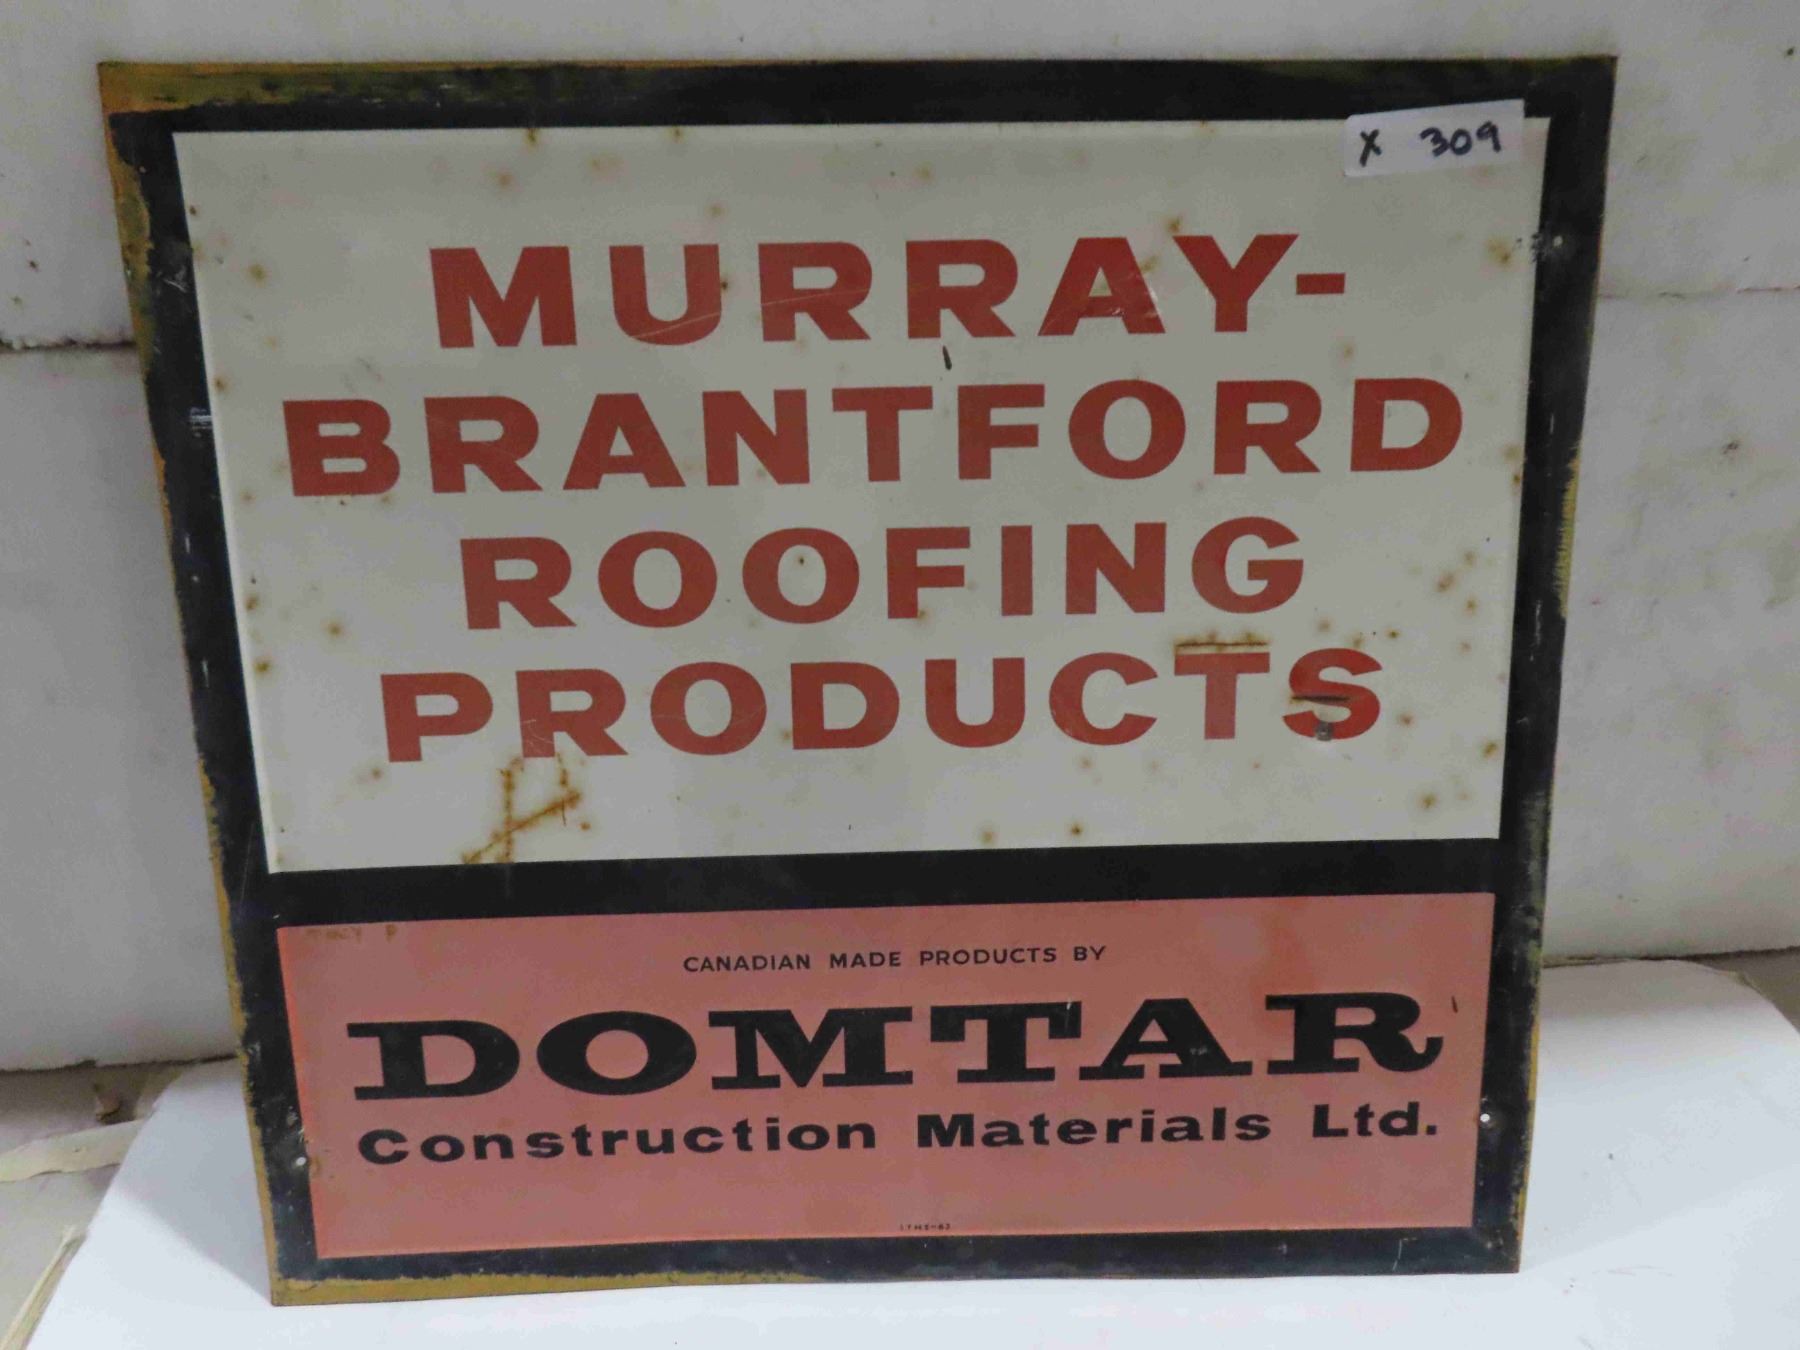 X 309
MURRAY-
BRANTFORD
ROOFING
PRODUCTS
CANADIAN MADE PRODUCTS BY
DOMTAR
Construction Materials Ltd.